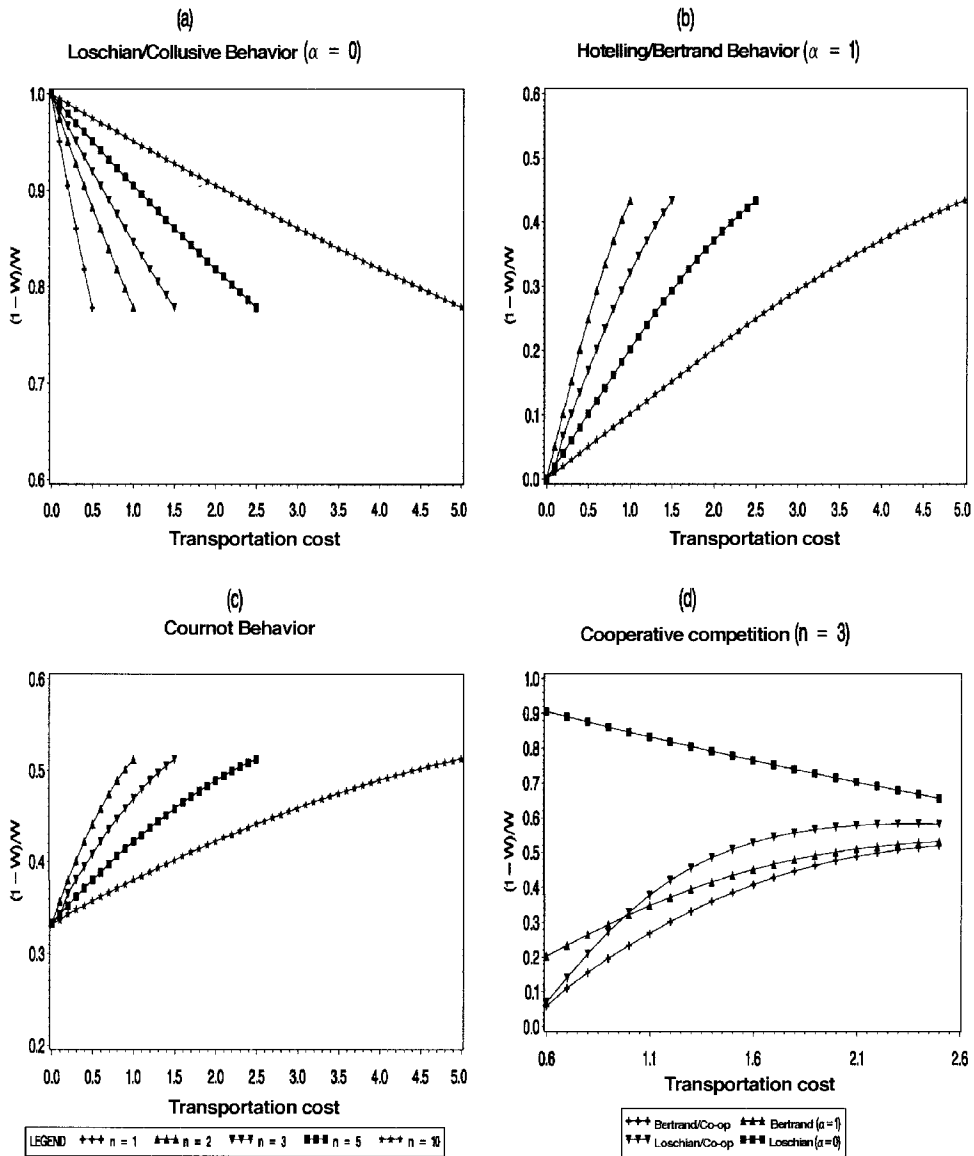 (a)
Loschian/Collusive Behavior (α = 0)
1.0
0.9
0.8
0.7
0.6
(1 − W)/W
0.0 0.5 1.0 1.5 2.0 2.5 3.0 3.5 4.0 4.5 5.0
Transportation cost
(b)
Hotelling/Bertrand Behavior (α = 1)
0.6
0.5
0.4
0.3
0.2
0.1
0.0
(1 − W)/W
0.0 0.5 1.0 1.5 2.0 2.5 3.0 3.5 4.0 4.5 5.0
Transportation cost
(c)
Cournot Behavior
0.6
0.5
0.4
0.3
0.2
(1 − W)/W
0.0 0.5 1.0 1.5 2.0 2.5 3.0 3.5 4.0 4.5 5.0
Transportation cost
LEGEND n = 1 n = 2 n = 3 n = 5 n = 10
(d)
Cooperative competition (n = 3)
1.0
0.9
0.8
0.7
0.6
0.5
0.4
0.3
0.2
0.1
0.0
(1 − W)/W
0.6 1.1 1.6 2.1 2.6
Transportation cost
Bertrand/Co-op Bertrand (α=1)
Loschian/Co-op Loschian (α=0)